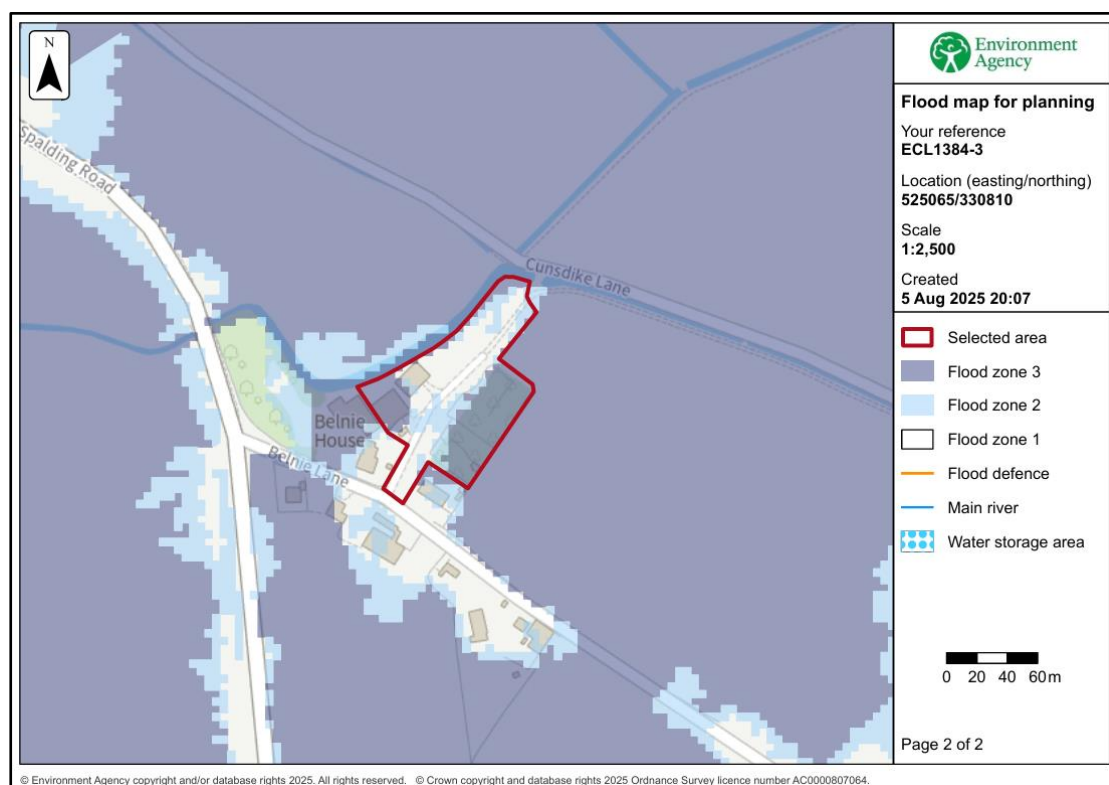 N
Spalding Road
Cunsdike Lane
Belnie
House
Belnie Lane
Environment
Agency
Flood map for planning
Your reference
ECL1384-3
Location (easting/northing)
525065/330810
Scale
1:2,500
Created
5 Aug 2025 20:07
Selected area
Flood zone 3
Flood zone 2
Flood zone 1
Flood defence
Main river
Water storage area
0 20 40 60m
Page 2 of 2
© Environment Agency copyright and/or database rights 2025. All rights reserved. © Crown copyright and database rights 2025 Ordnance Survey licence number AC0000807064.